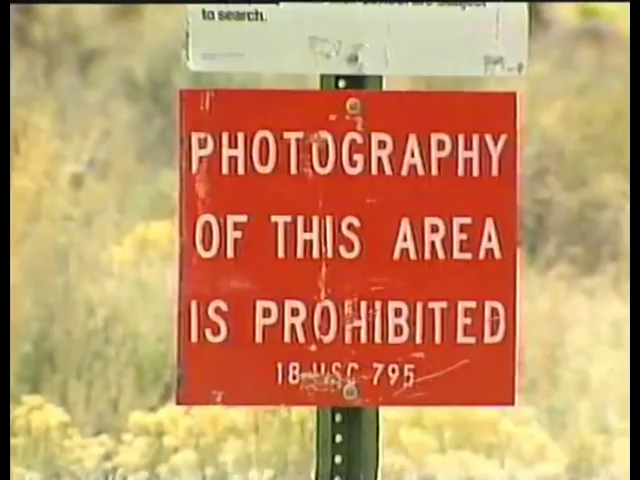 to search.
PHOTOGRAPHY
OF THIS AREA
IS PROHIBITED
18 USC 795